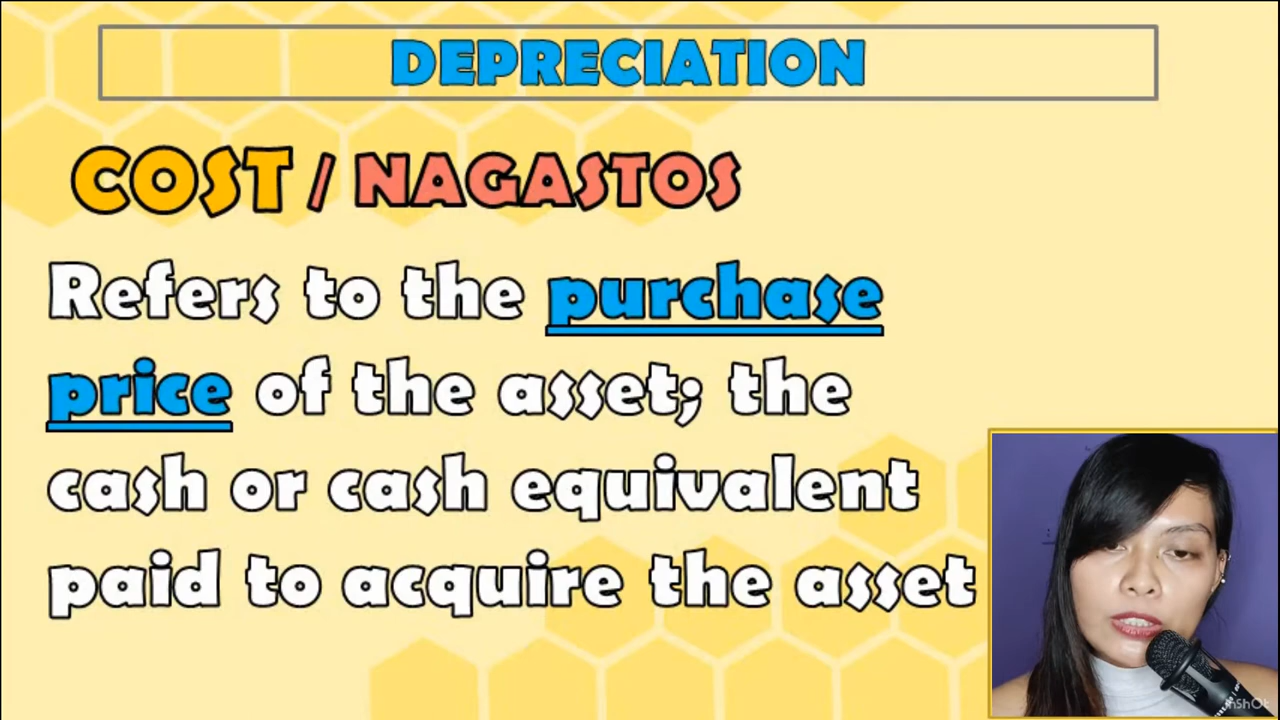 DEPRECIATION
COST / NAGASTOS
Refers to the purchase
price of the asset; the
cash or cash equivalent
paid to acquire the asset